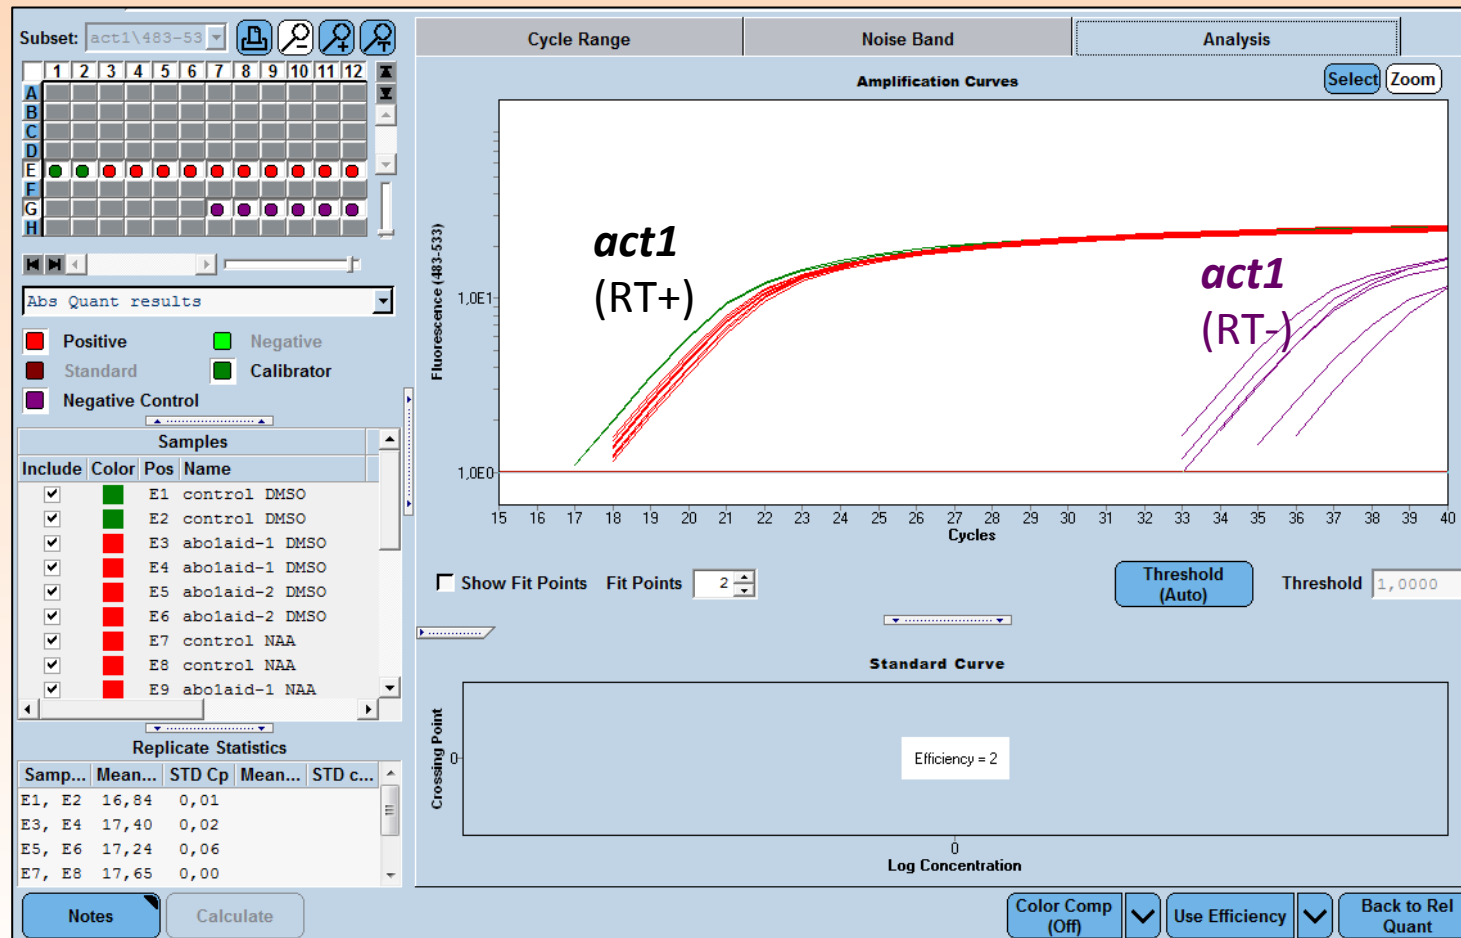 Subset: act1\483-53
Cycle Range
Noise Band
Analysis
1 2 3 4 5 6 7 8 9 10 11 12
A
B
C
D
E
F
G
H
Abs Quant results
Positive
Negative
Standard
Calibrator
Negative Control
Samples
Include Color Pos Name
E1 control DMSO
E2 control DMSO
E3 abo1aid-1 DMSO
E4 abo1aid-1 DMSO
E5 abo1aid-2 DMSO
E6 abo1aid-2 DMSO
E7 control NAA
E8 control NAA
E9 abo1aid-1 NAA
Replicate Statistics
Samp... Mean... STD Cp Mean... STD c...
E1, E2 16,84 0,01
E3, E4 17,40 0,02
E5, E6 17,24 0,06
E7, E8 17,65 0,00
Notes
Calculate
Amplification Curves
Select
Zoom
Fluorescence (483-533)
1,0E1
1,0E0
act1
(RT+)
act1
(RT-)
15 16 17 18 19 20 21 22 23 24 25 26 27 28 29 30 31 32 33 34 35 36 37 38 39 40
Cycles
Show Fit Points Fit Points 2
Threshold
(Auto)
Threshold 1,0000
Standard Curve
Crossing Point
0
Efficiency = 2
0
Log Concentration
Color Comp
(Off)
Use Efficiency
Back to Rel
Quant